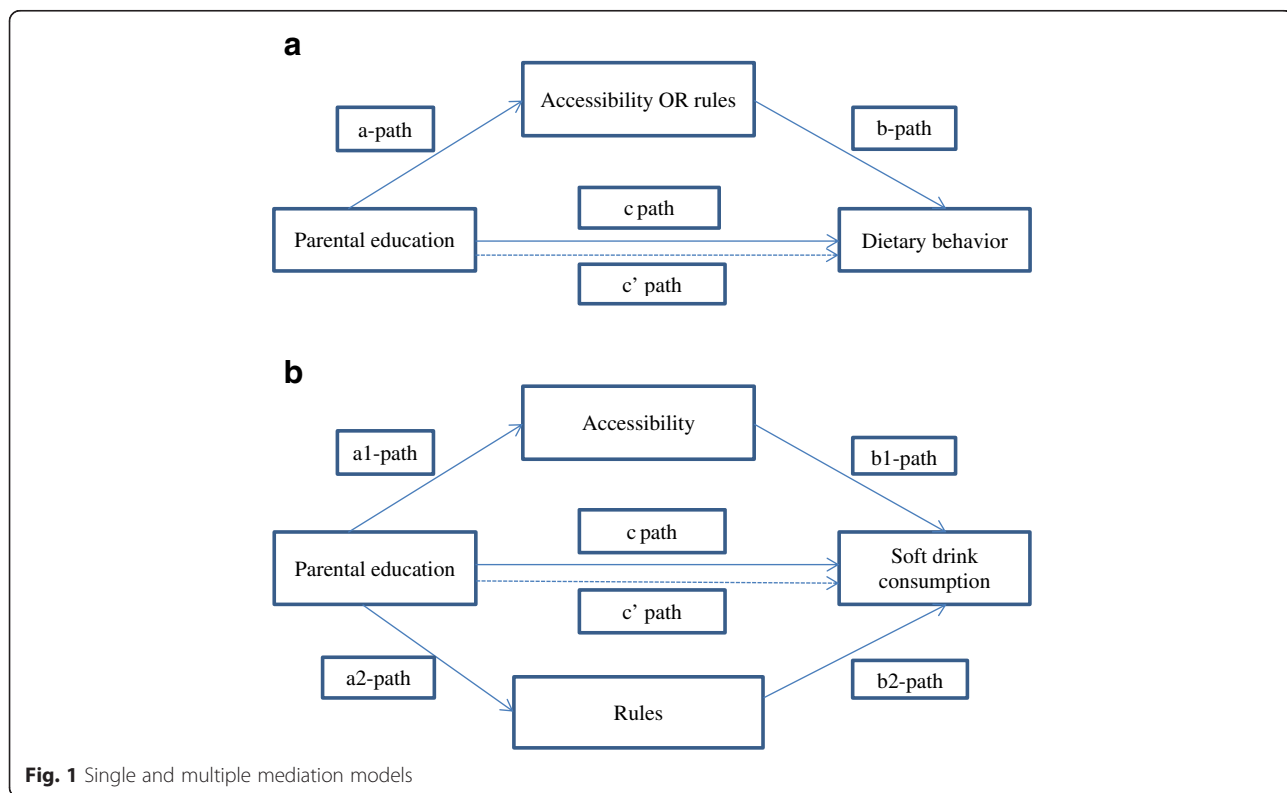 a
Accessibility OR rules
a-path
b-path
c path
Parental education
Dietary behavior
c' path
b
Accessibility
a1-path
b1-path
c path
Parental education
Soft drink
consumption
c' path
a2-path
b2-path
Rules
Fig. 1 Single and multiple mediation models